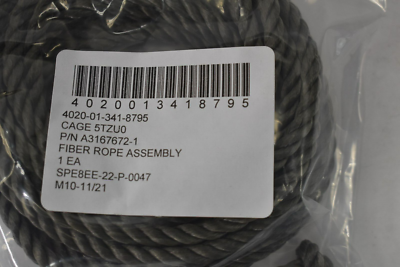 4020013418795
4020-01-341-8795
CAGE 5TZU0
P/N A3167672-1
FIBER ROPE ASSEMBLY
1 EA
SPE8EE-22-P-0047
M10-11/21